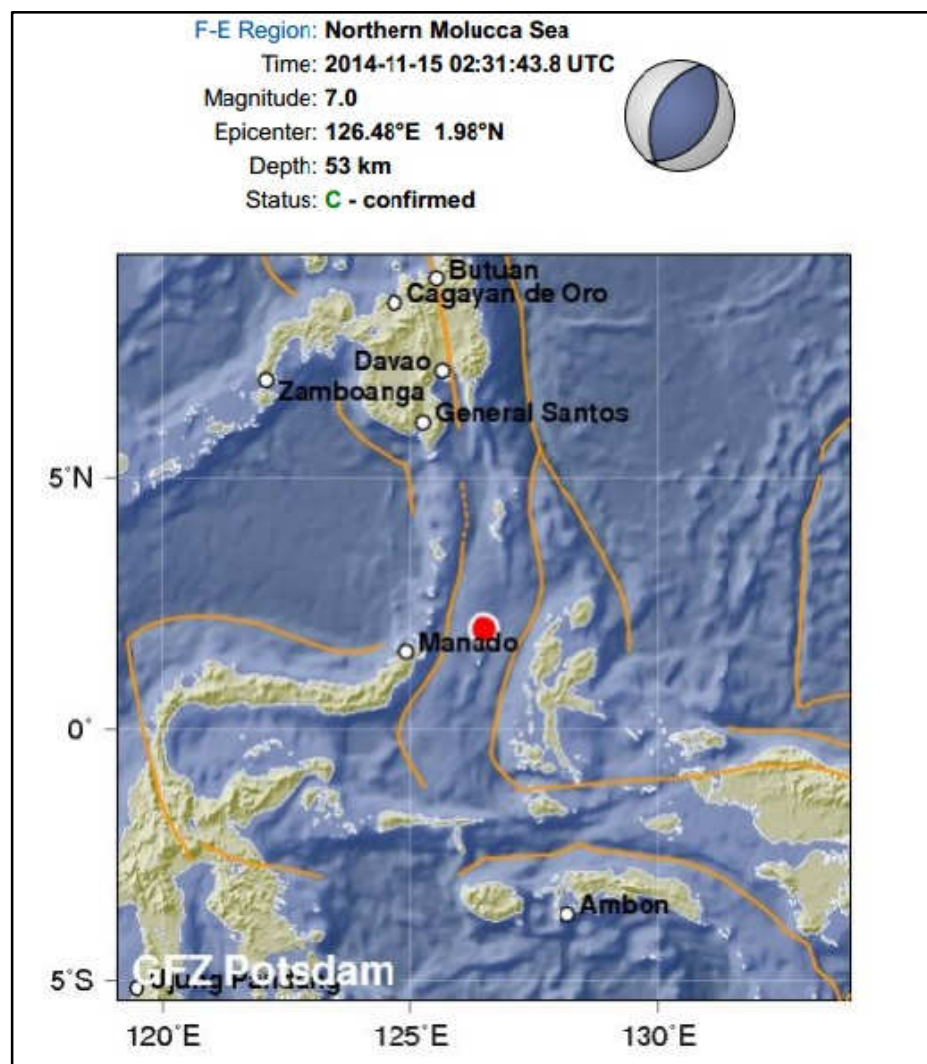 F-E Region: Northern Molucca Sea
Time: 2014-11-15 02:31:43.8 UTC
Magnitude: 7.0
Epicenter: 126.48°E 1.98°N
Depth: 53 km
Status: C - confirmed
Butuan
Cagayan de Oro
Davao
Zamboanga
General Santos
5°N
Manado
0°
Ambon
GFZ Potsdam
Ujung Pandang
5°S
120°E
125°E
130°E